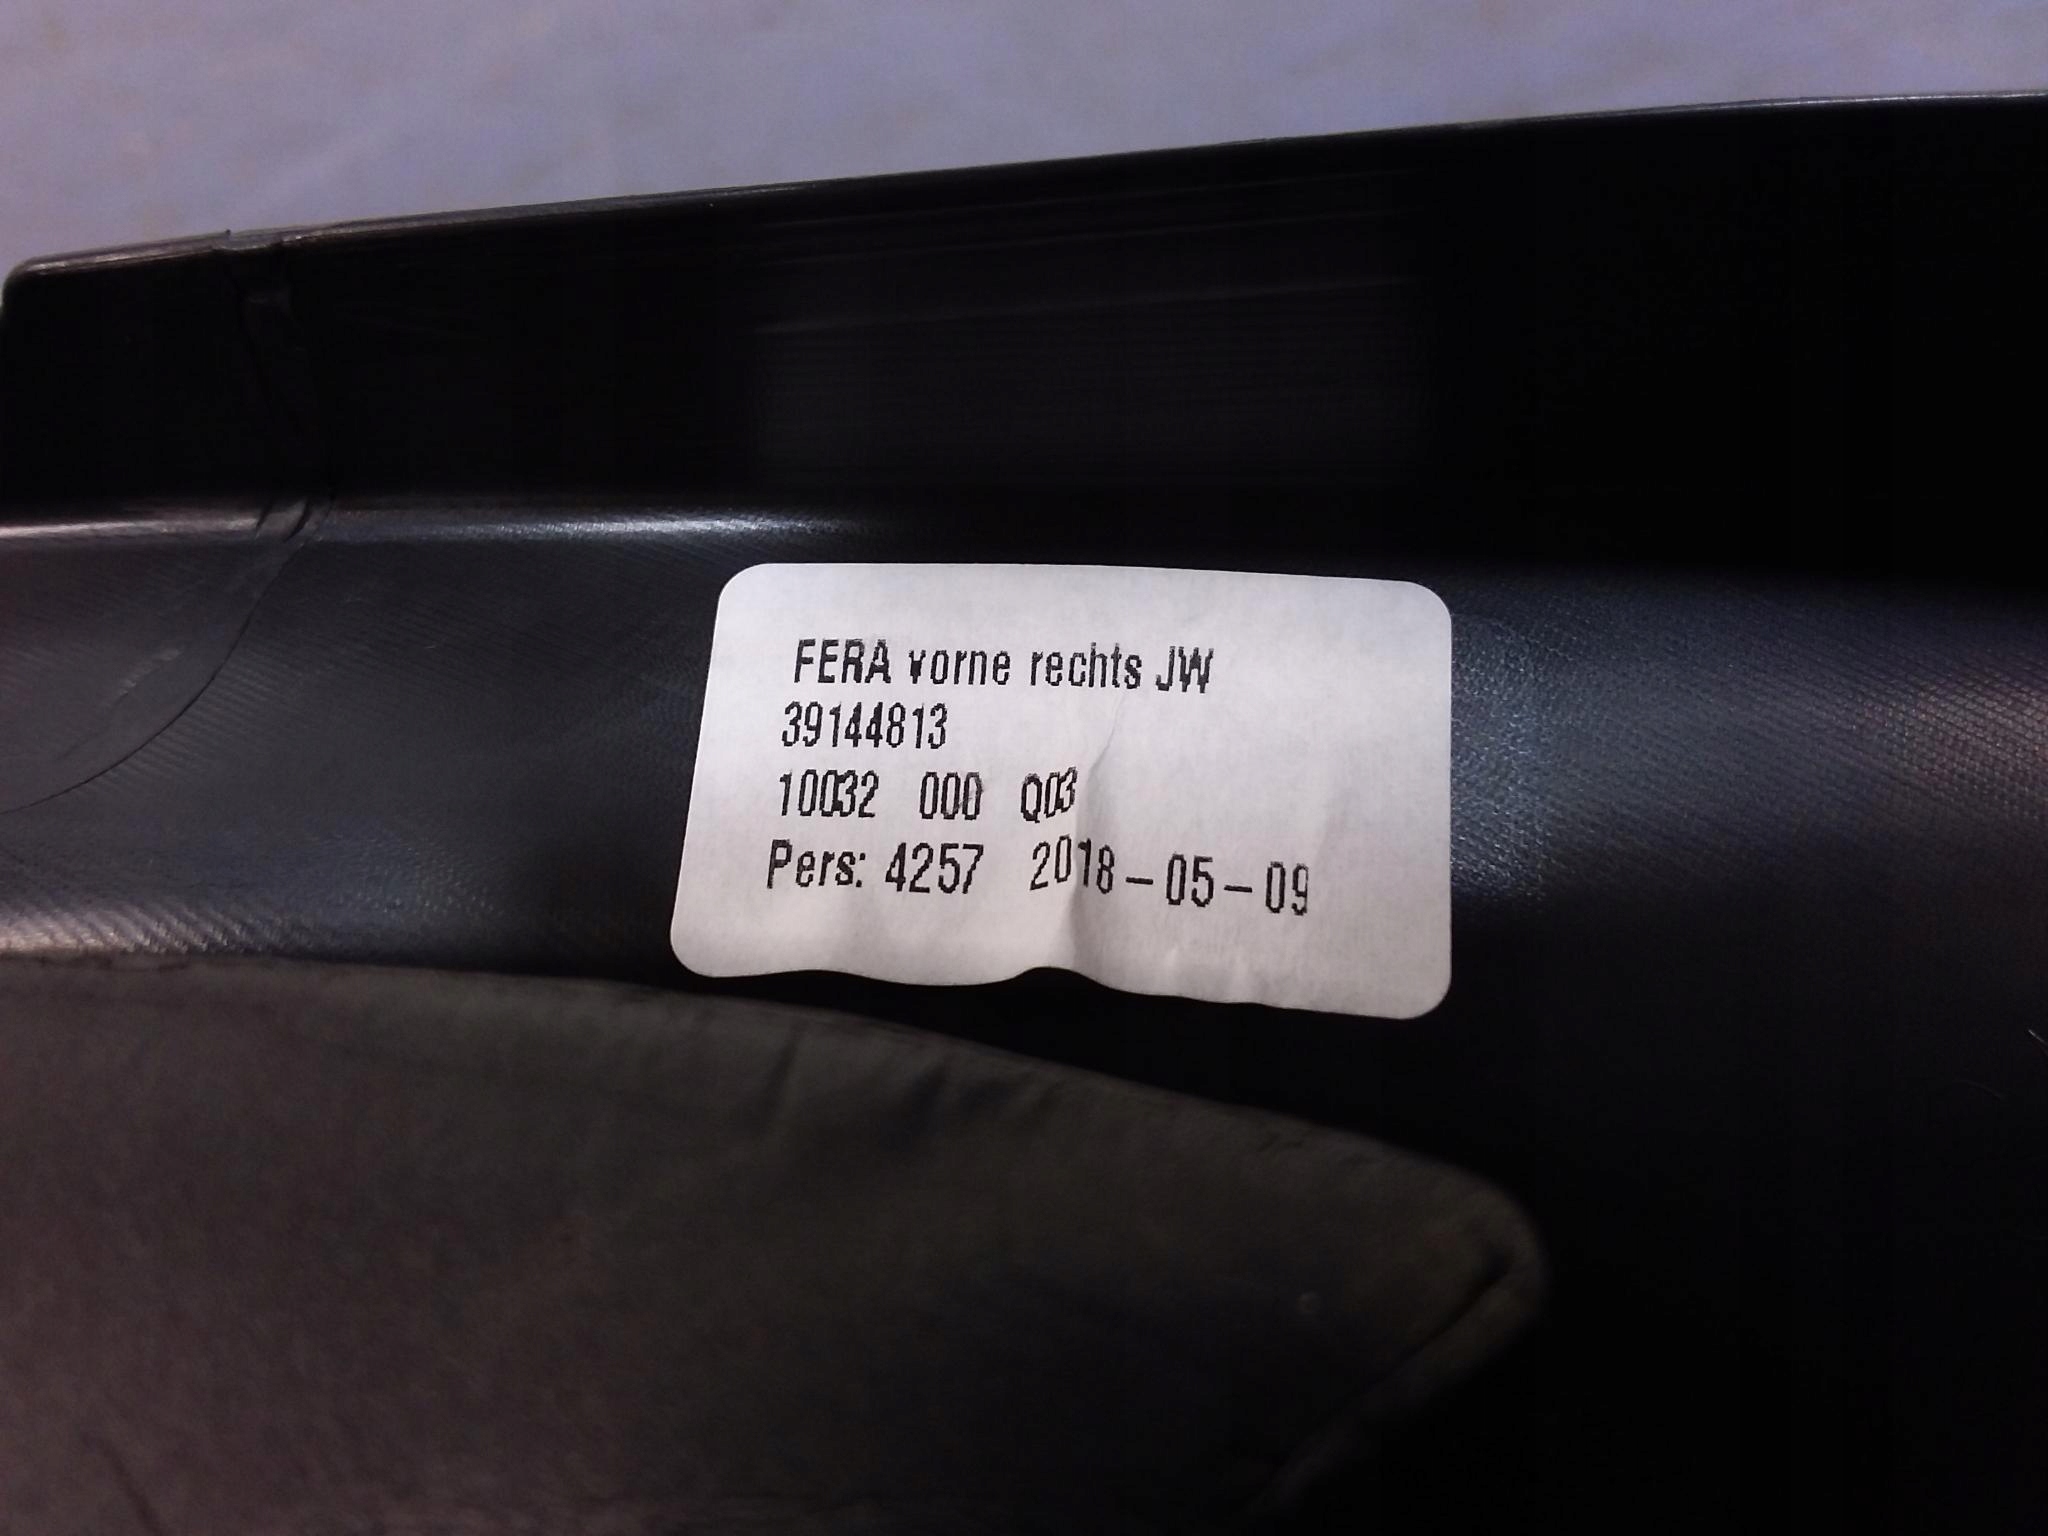 FERA vorne rechts JW
39144813
10032 000 Q03
Pers: 4257 2018-05-09